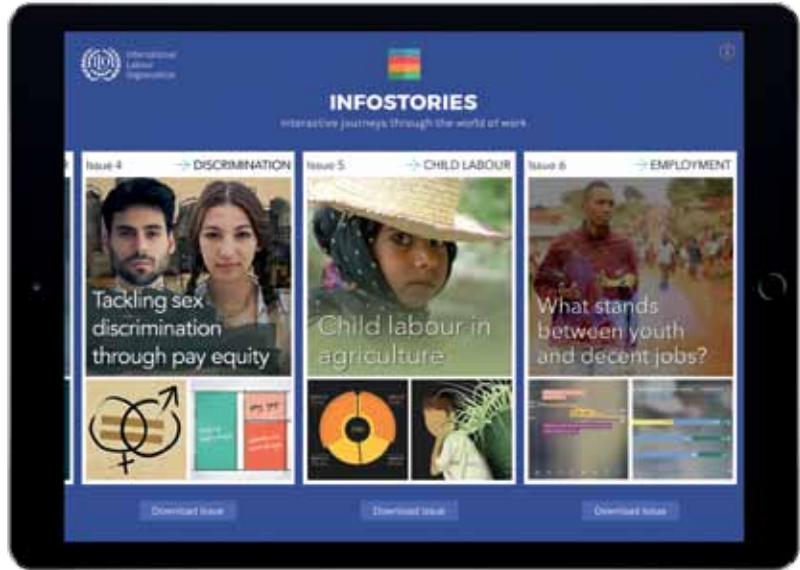 International
Labour
Organization
INFOSTORIES
Interactive journeys through the world of work
Issue 4 → DISCRIMINATION
Tackling sex
discrimination
through pay equity
Download Issue
Issue 5 → CHILD LABOUR
Child labour in
agriculture
Download Issue
Issue 6 → EMPLOYMENT
What stands
between youth
and decent jobs?
Download Issue